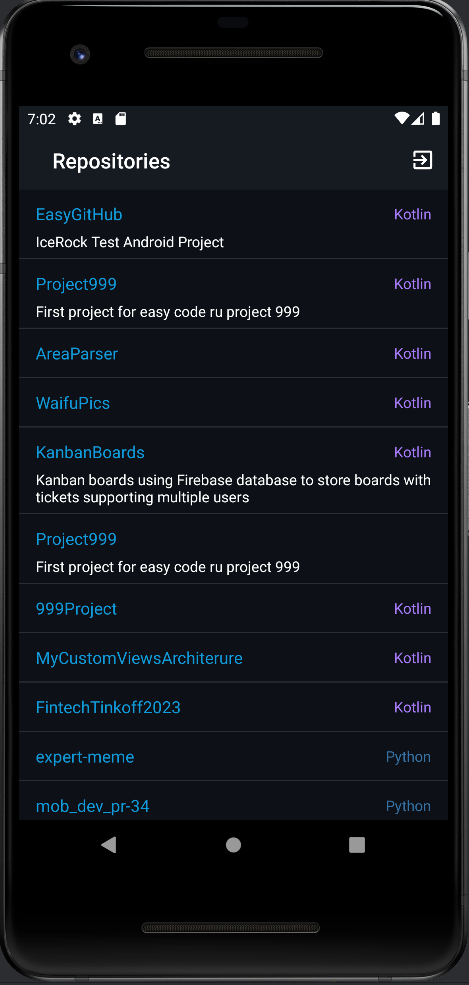 7:02
Repositories
EasyGitHub Kotlin
IceRock Test Android Project
Project999 Kotlin
First project for easy code ru project 999
AreaParser Kotlin
WaifuPics Kotlin
KanbanBoards Kotlin
Kanban boards using Firebase database to store boards with
tickets supporting multiple users
Project999
First project for easy code ru project 999
999Project Kotlin
MyCustomViewsArchiterure Kotlin
FintechTinkoff2023 Kotlin
expert-meme Python
mob_dev_pr-34 Python